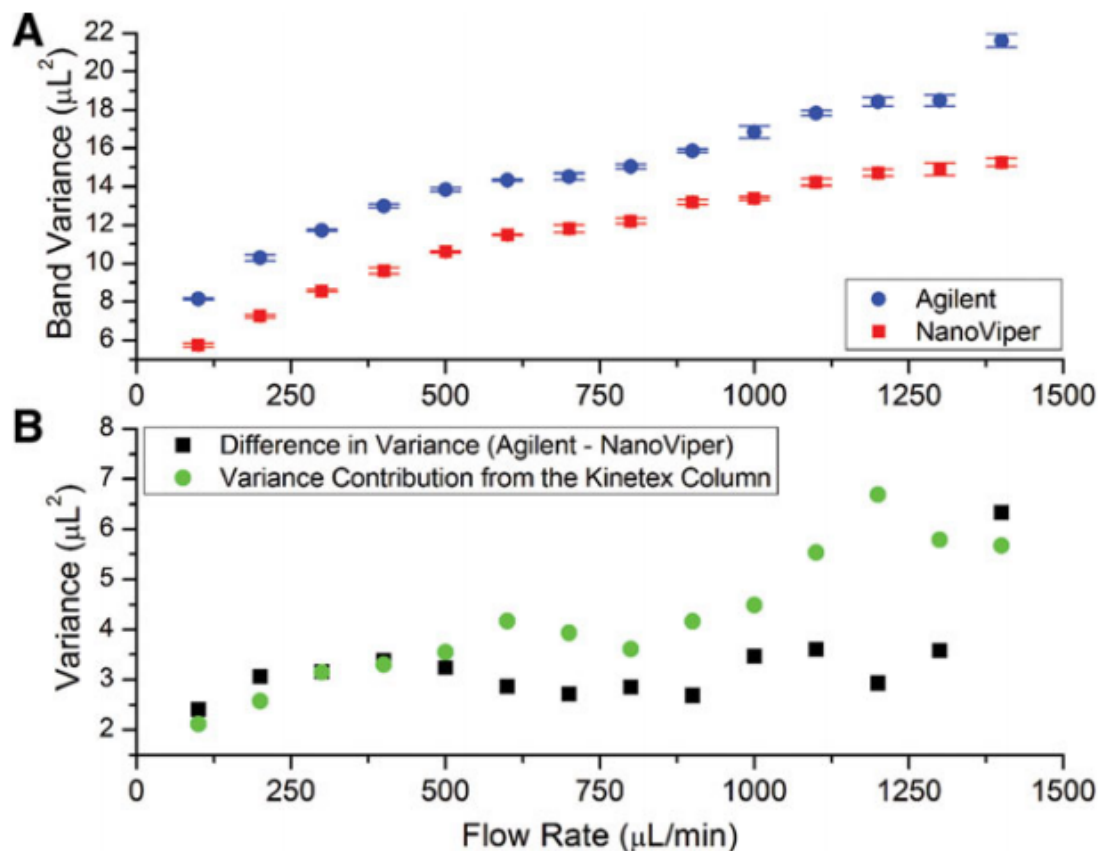 A
Band Variance (μL²)
22
20
18
16
14
12
10
8
6
Agilent
NanoViper
0 250 500 750 1000 1250 1500
B
Variance (μL²)
8
7
6
5
4
3
2
Difference in Variance (Agilent - NanoViper)
Variance Contribution from the Kinetex Column
0 250 500 750 1000 1250 1500
Flow Rate (μL/min)